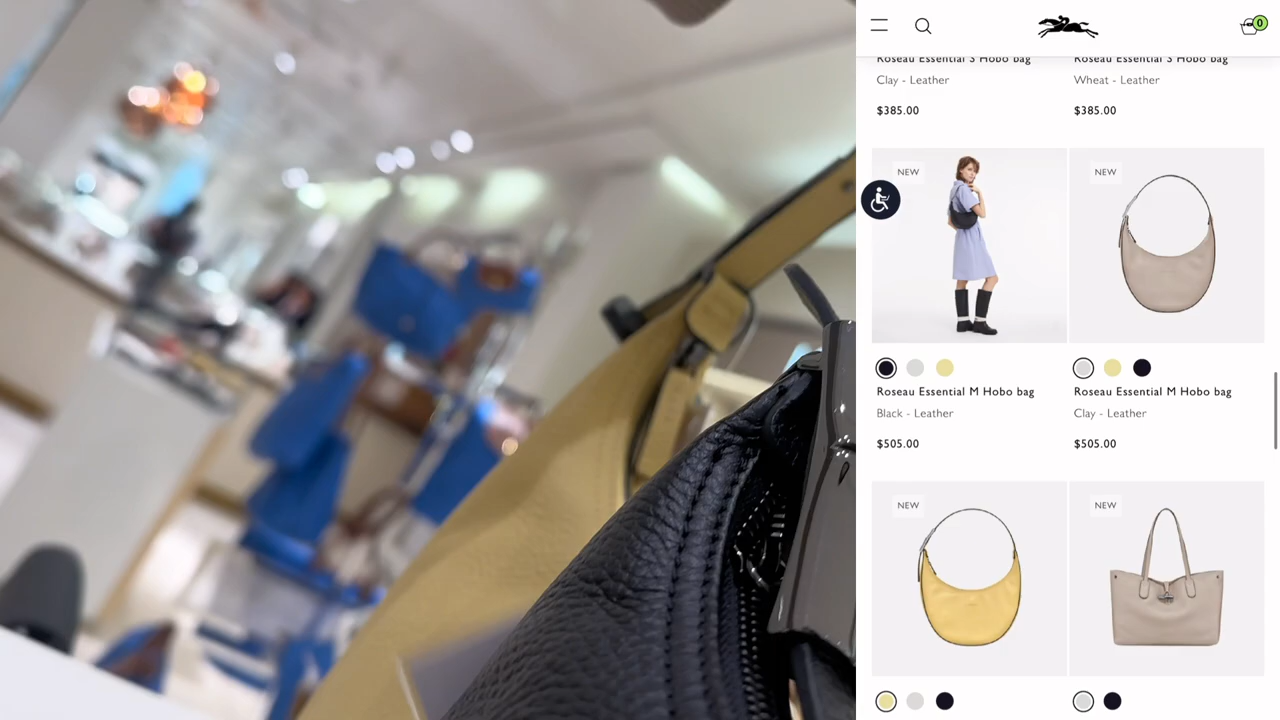 0
Roseau Essential S Hobo bag
Roseau Essential S Hobo bag
Clay - Leather
Wheat - Leather
$385.00
$385.00
NEW
NEW
Roseau Essential M Hobo bag
Roseau Essential M Hobo bag
Black - Leather
Clay - Leather
$505.00
$505.00
NEW
NEW